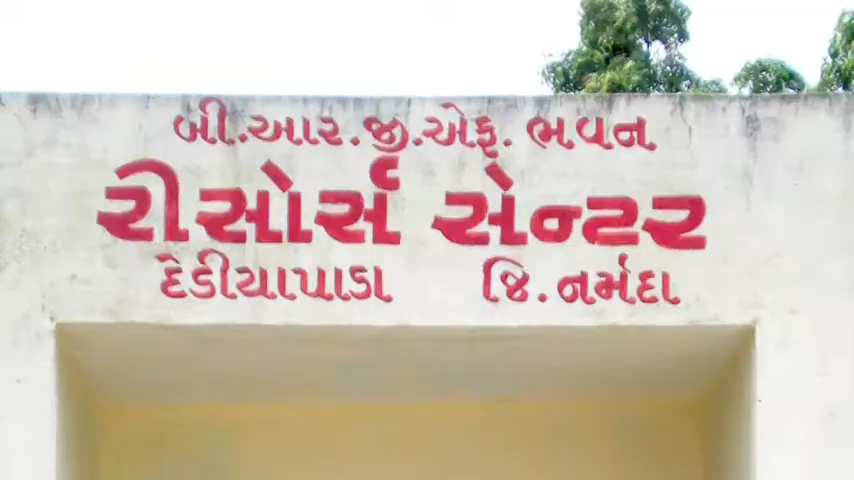 બી.આર.જી.એફ. ભવન
રીસોર્સ સેન્ટર
દેડીયાપાડા જિ. નર્મદા